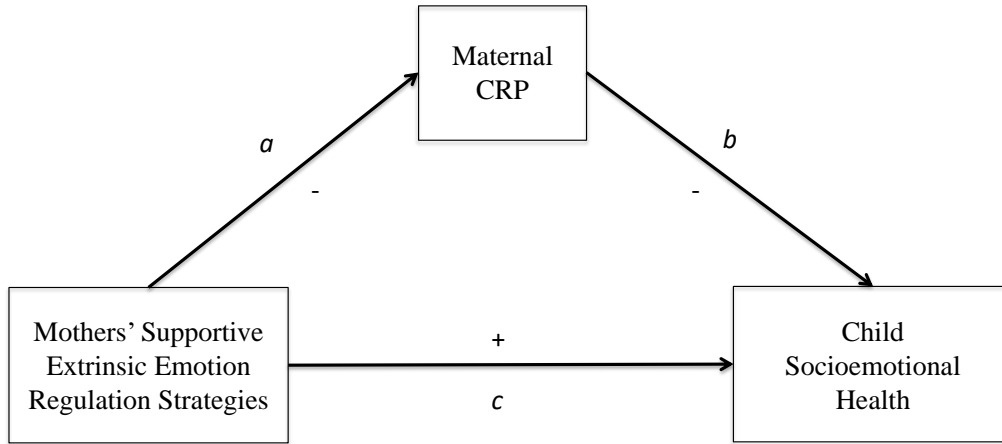 Maternal
CRP
a
b
-
-
Mothers’ Supportive
Extrinsic Emotion
Regulation Strategies
+
c
Child
Socioemotional
Health